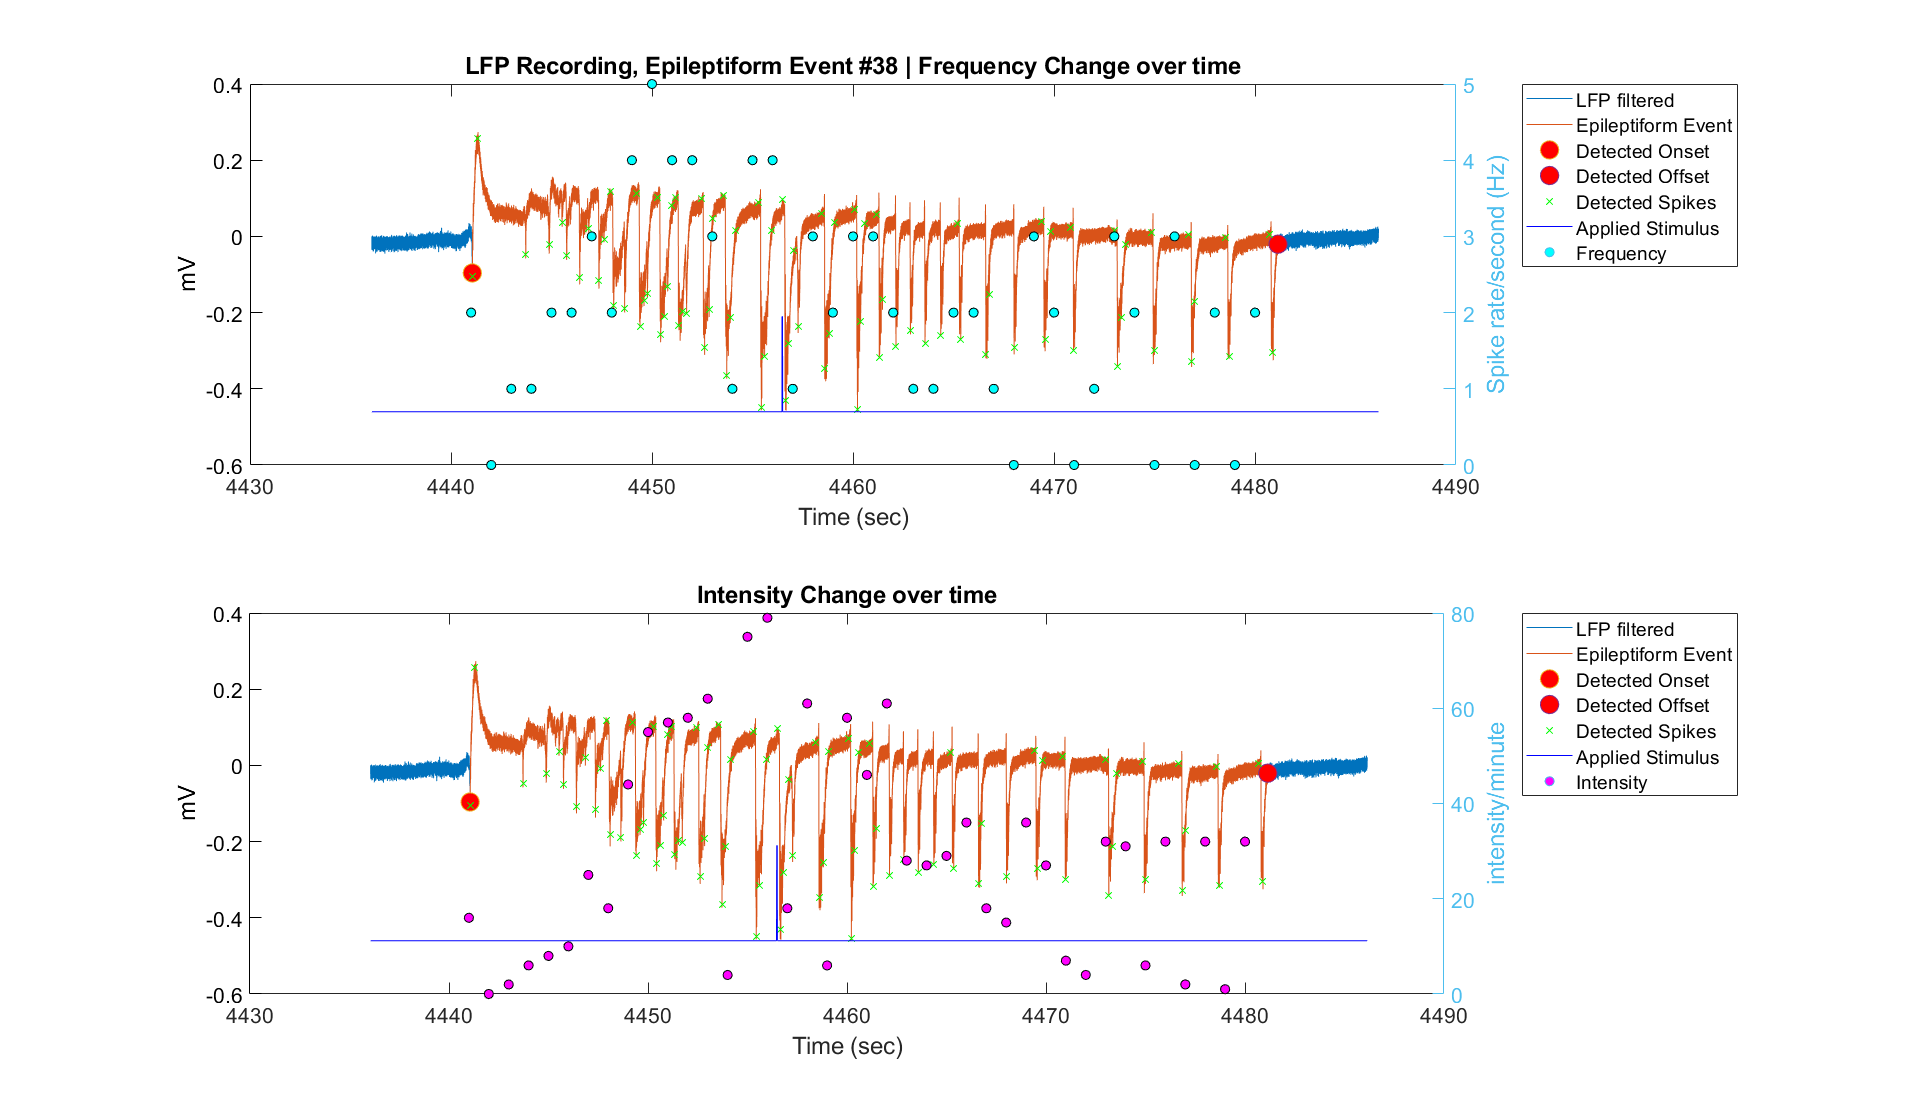 LFP Recording, Epileptiform Event #38 | Frequency Change over time
0.4
0.2
0
-0.2
-0.4
-0.6
mV
5
4
3
2
1
0
Spike rate/second (Hz)
4430 4440 4450 4460 4470 4480 4490
Time (sec)
LFP filtered
Epileptiform Event
Detected Onset
Detected Offset
Detected Spikes
Applied Stimulus
Frequency
Intensity Change over time
0.4
0.2
0
-0.2
-0.4
-0.6
mV
80
60
40
20
0
intensity/minute
4430 4440 4450 4460 4470 4480 4490
Time (sec)
LFP filtered
Epileptiform Event
Detected Onset
Detected Offset
Detected Spikes
Applied Stimulus
Intensity